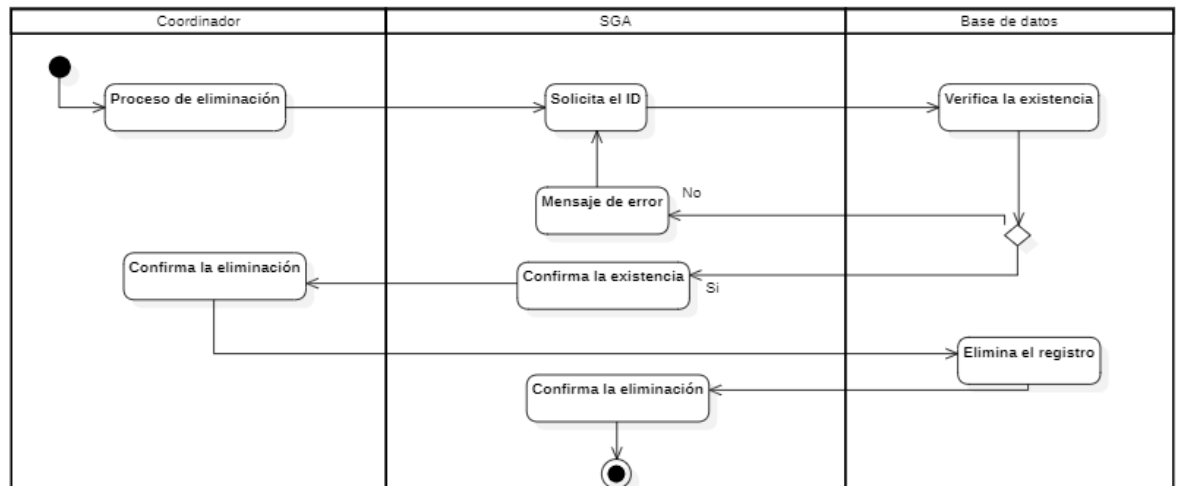 Coordinador
SGA
Base de datos
Proceso de eliminación
Solicita el ID
Verifica la existencia
Mensaje de error
No
Confirma la eliminación
Confirma la existencia
Si
Elimina el registro
Confirma la eliminación